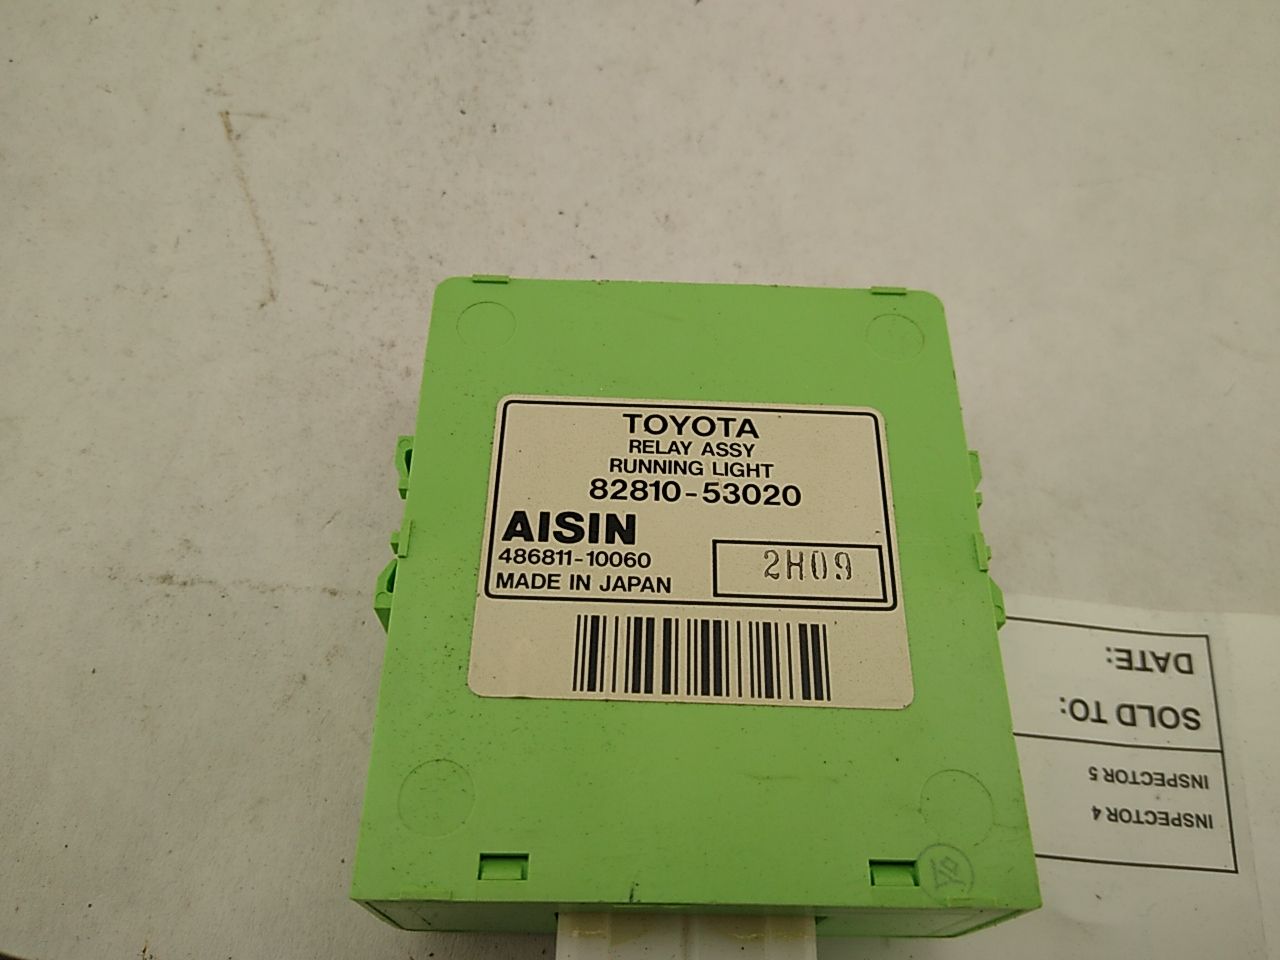 TOYOTA
RELAY ASSY
RUNNING LIGHT
82810-53020
AISIN
486811-10060
MADE IN JAPAN
2H09
DATE:
SOLD TO:
INSPECTOR 5
INSPECTOR 4